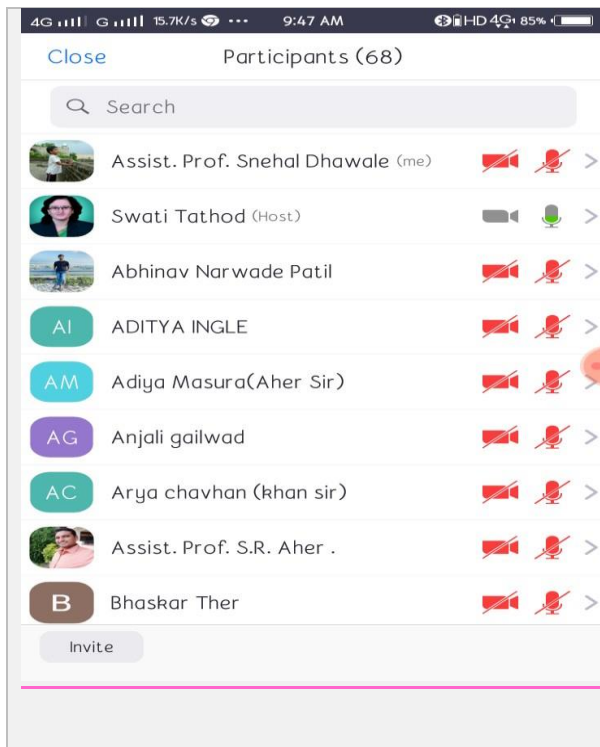 4G G 15.7K/s ... 9:47 AM HD 4G 85%
Close Participants (68)
Search
Assist. Prof. Snehal Dhawale (me)
Swati Tathod (Host)
Abhinav Narwade Patil
AI ADITYA INGLE
AM Adiya Masura(Aher Sir)
AG Anjali gailwad
AC Arya chavhan (khan sir)
Assist. Prof. S.R. Aher .
B Bhaskar Ther
Invite